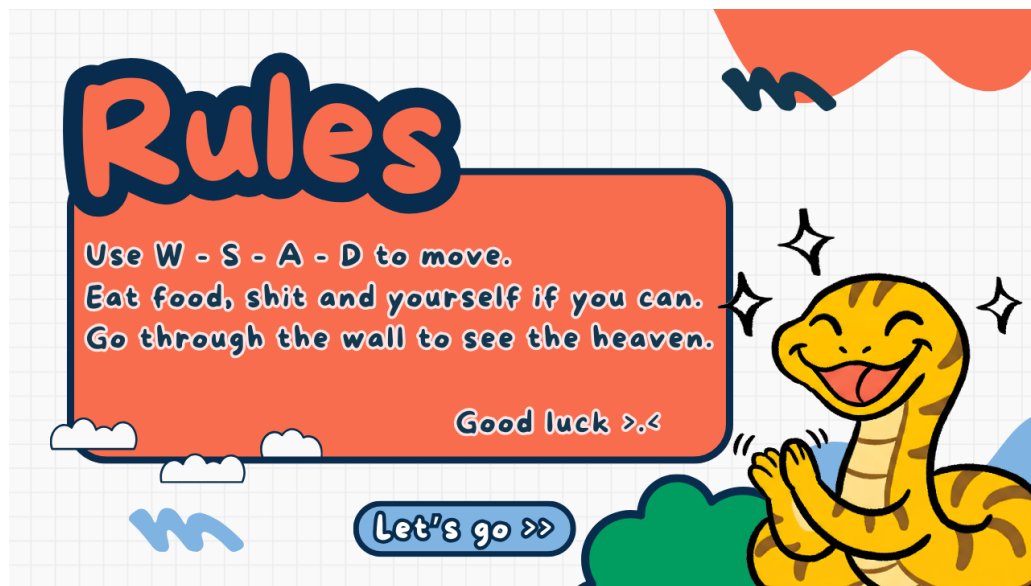 Rules
Use W - S - A - D to move.
Eat food, shit and yourself if you can.
Go through the wall to see the heaven.
Good luck >.<
Let's go >>